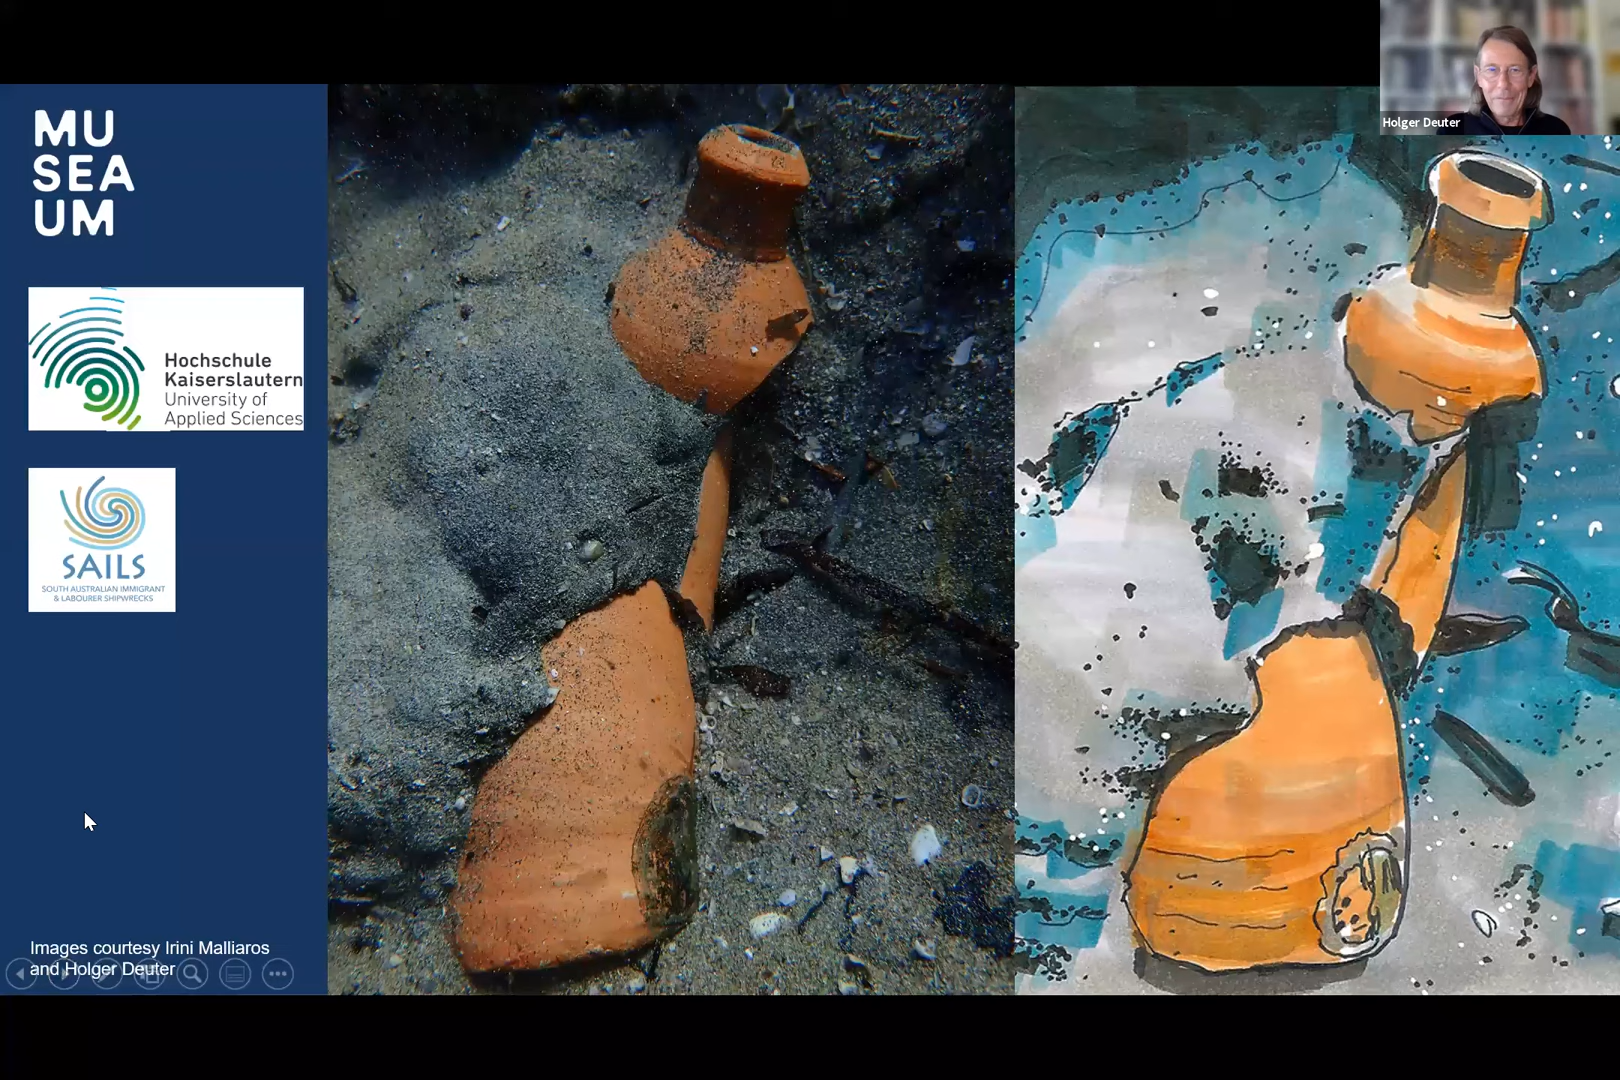 MU
SEA
UM
Hochschule
Kaiserslautern
University of
Applied Sciences
SAILS
SOUTH AUSTRALIAN IMMIGRANT
& LABOURER SHIPWRECKS
Images courtesy Irini Malliaros
and Holger Deuter
Holger Deuter